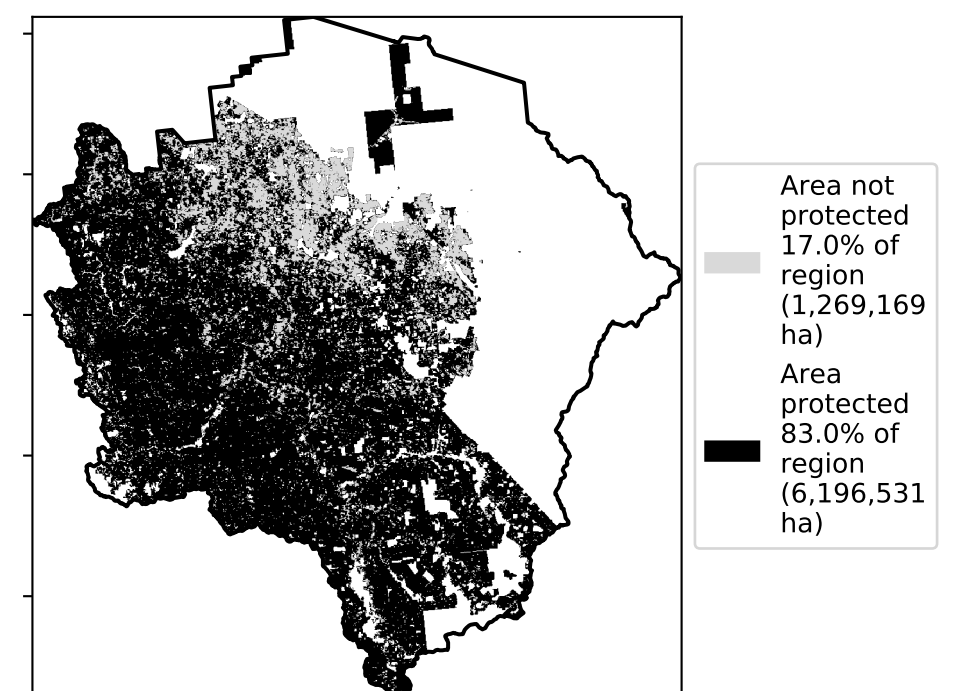 Area not
protected
17.0% of
region
(1,269,169
ha)
Area
protected
83.0% of
region
(6,196,531
ha)